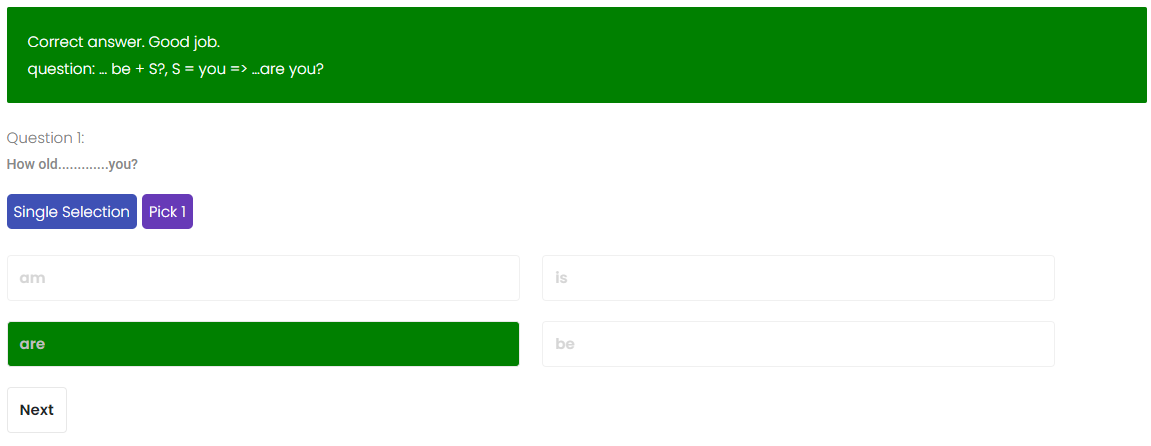 Correct answer. Good job.
question: ... be + S?, S = you => ...are you?
Question 1:
How old.............you?
Single Selection Pick 1
am is
are be
Next